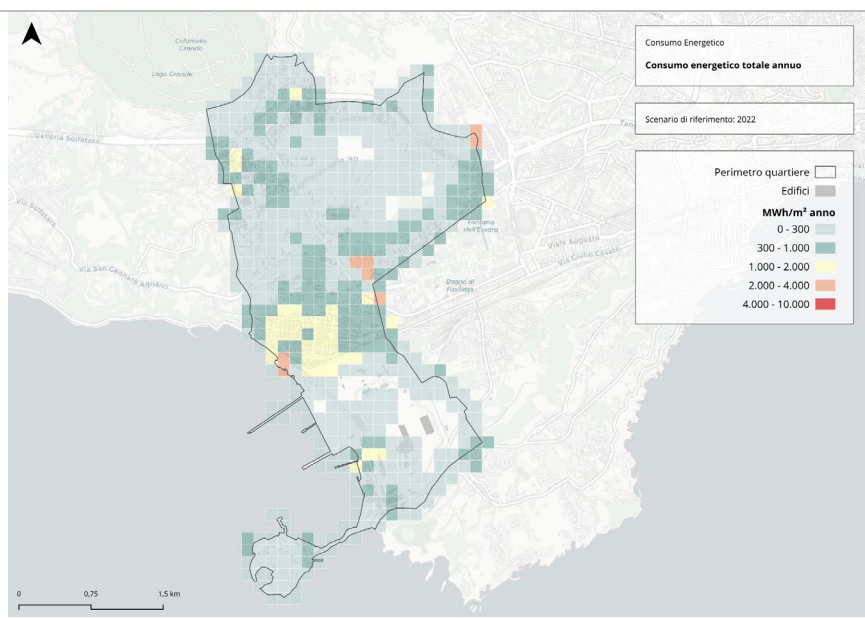 Cofaniello
Grande
Lago Grande
Galleria Solfatara
Via Solfatara
Via San Gennaro Agnano
Fontana
dell'Esedra
Viale Augusto
Via Giulio Cesare
Bagno di
Consumo Energetico
Consumo energetico totale annuo
Scenario di riferimento: 2022
Perimetro quartiere
Edifici
MWh/m² anno
0 - 300
300 - 1.000
1.000 - 2.000
2.000 - 4.000
4.000 - 10.000
0
0,75
1,5 km